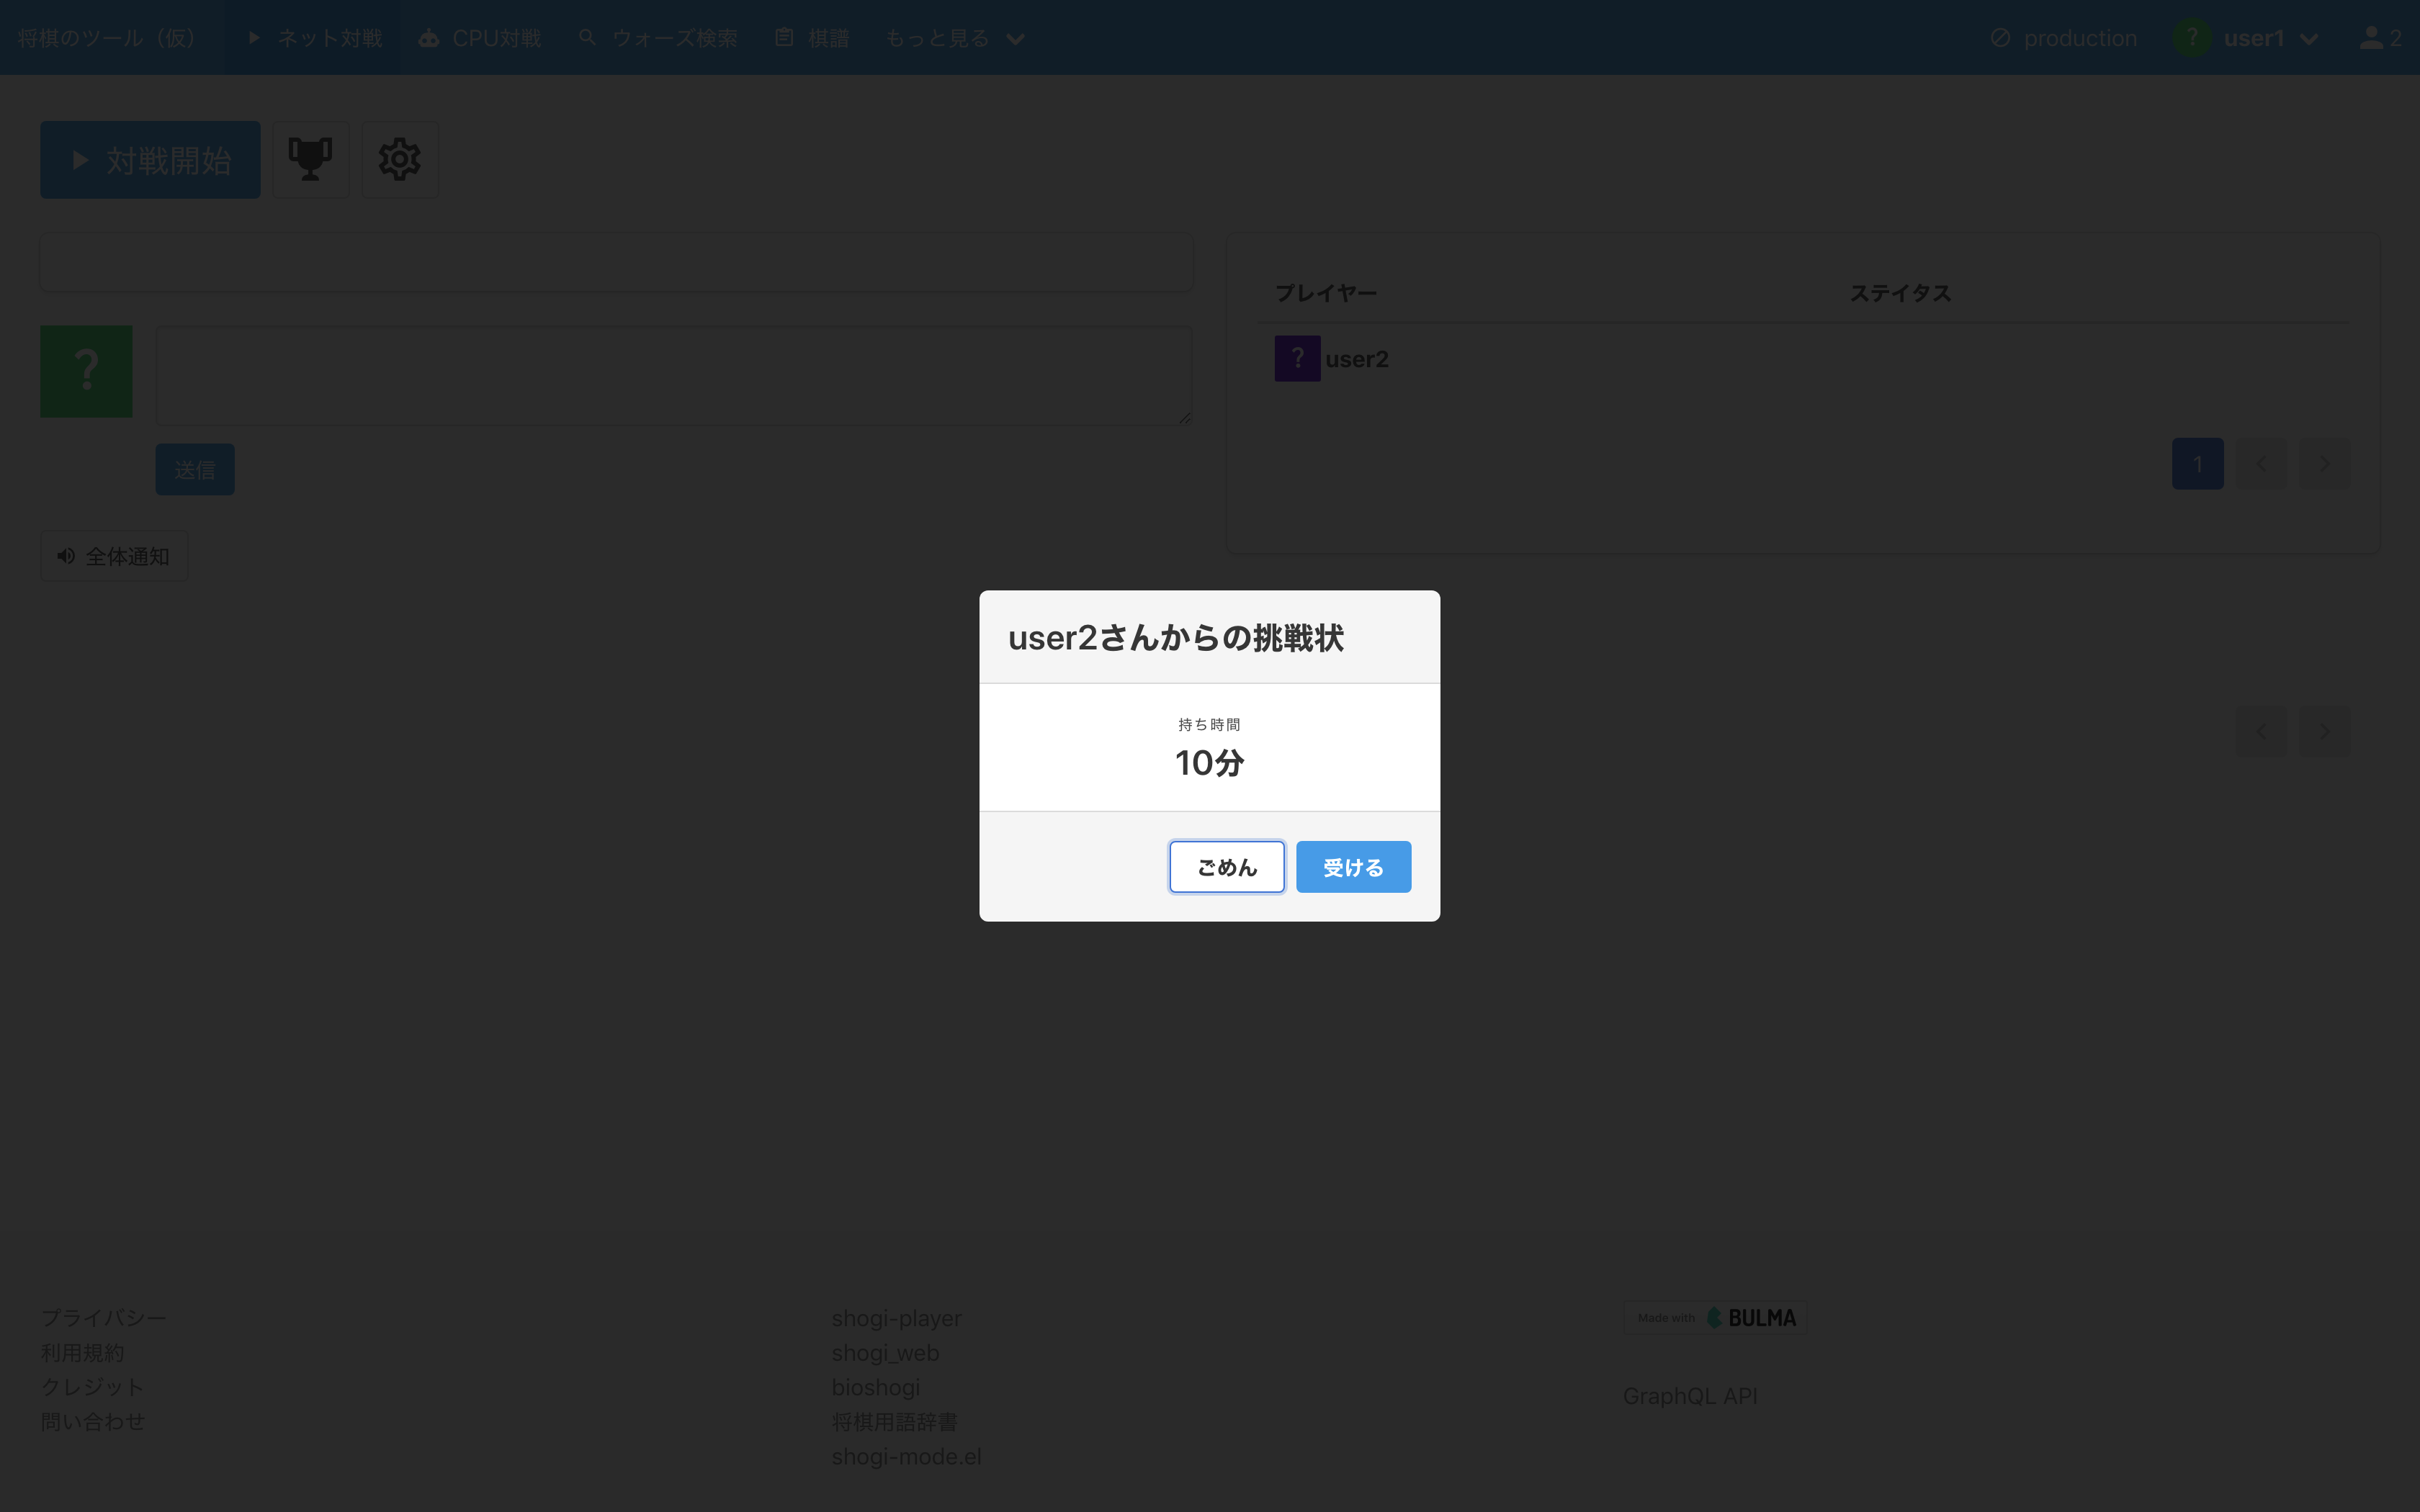 将棋のツール（仮） ネット対戦 CPU対戦 ウォーズ検索 棋譜 もっと見る production ? user1 2
対戦開始
プレイヤー ステイタス
? user2
?
送信
1
全体通知
user2さんからの挑戦状
持ち時間
10分
ごめん 受ける
プライバシー
利用規約
クレジット
問い合わせ
shogi-player
shogi_web
bioshogi
将棋用語辞書
shogi-mode.el
Made with BULMA
GraphQL API